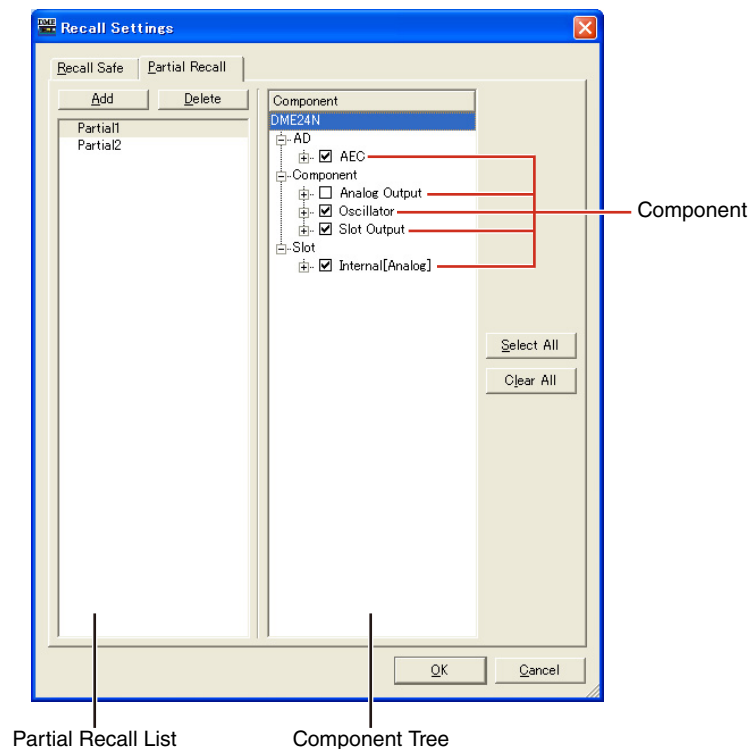 DME Recall Settings
Recall Safe Partial Recall
Add Delete
Component
Partial1
Partial2
DME24N
AD
AEC
Component
Analog Output
Oscillator
Slot Output
Slot
Internal[Analog]
Component
Select All
Clear All
OK Cancel
Partial Recall List
Component Tree